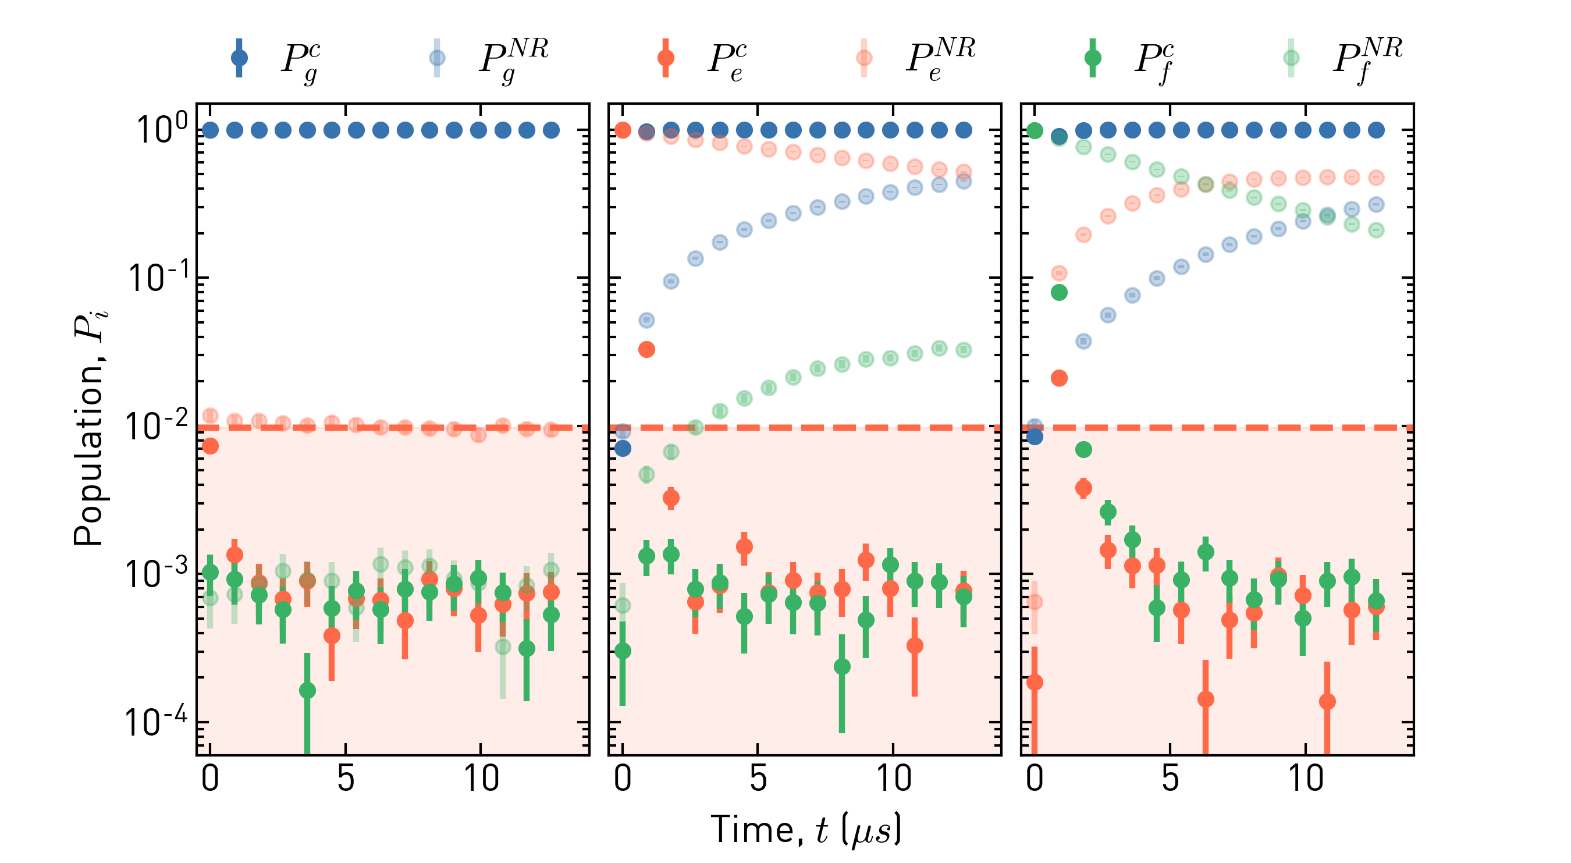 P_g^c P_g^{NR} P_e^c P_e^{NR} P_f^c P_f^{NR}
10^0
10^{-1}
10^{-2}
10^{-3}
10^{-4}
Population, P_i
0 5 10 0 5 10 0 5 10
Time, t (μs)